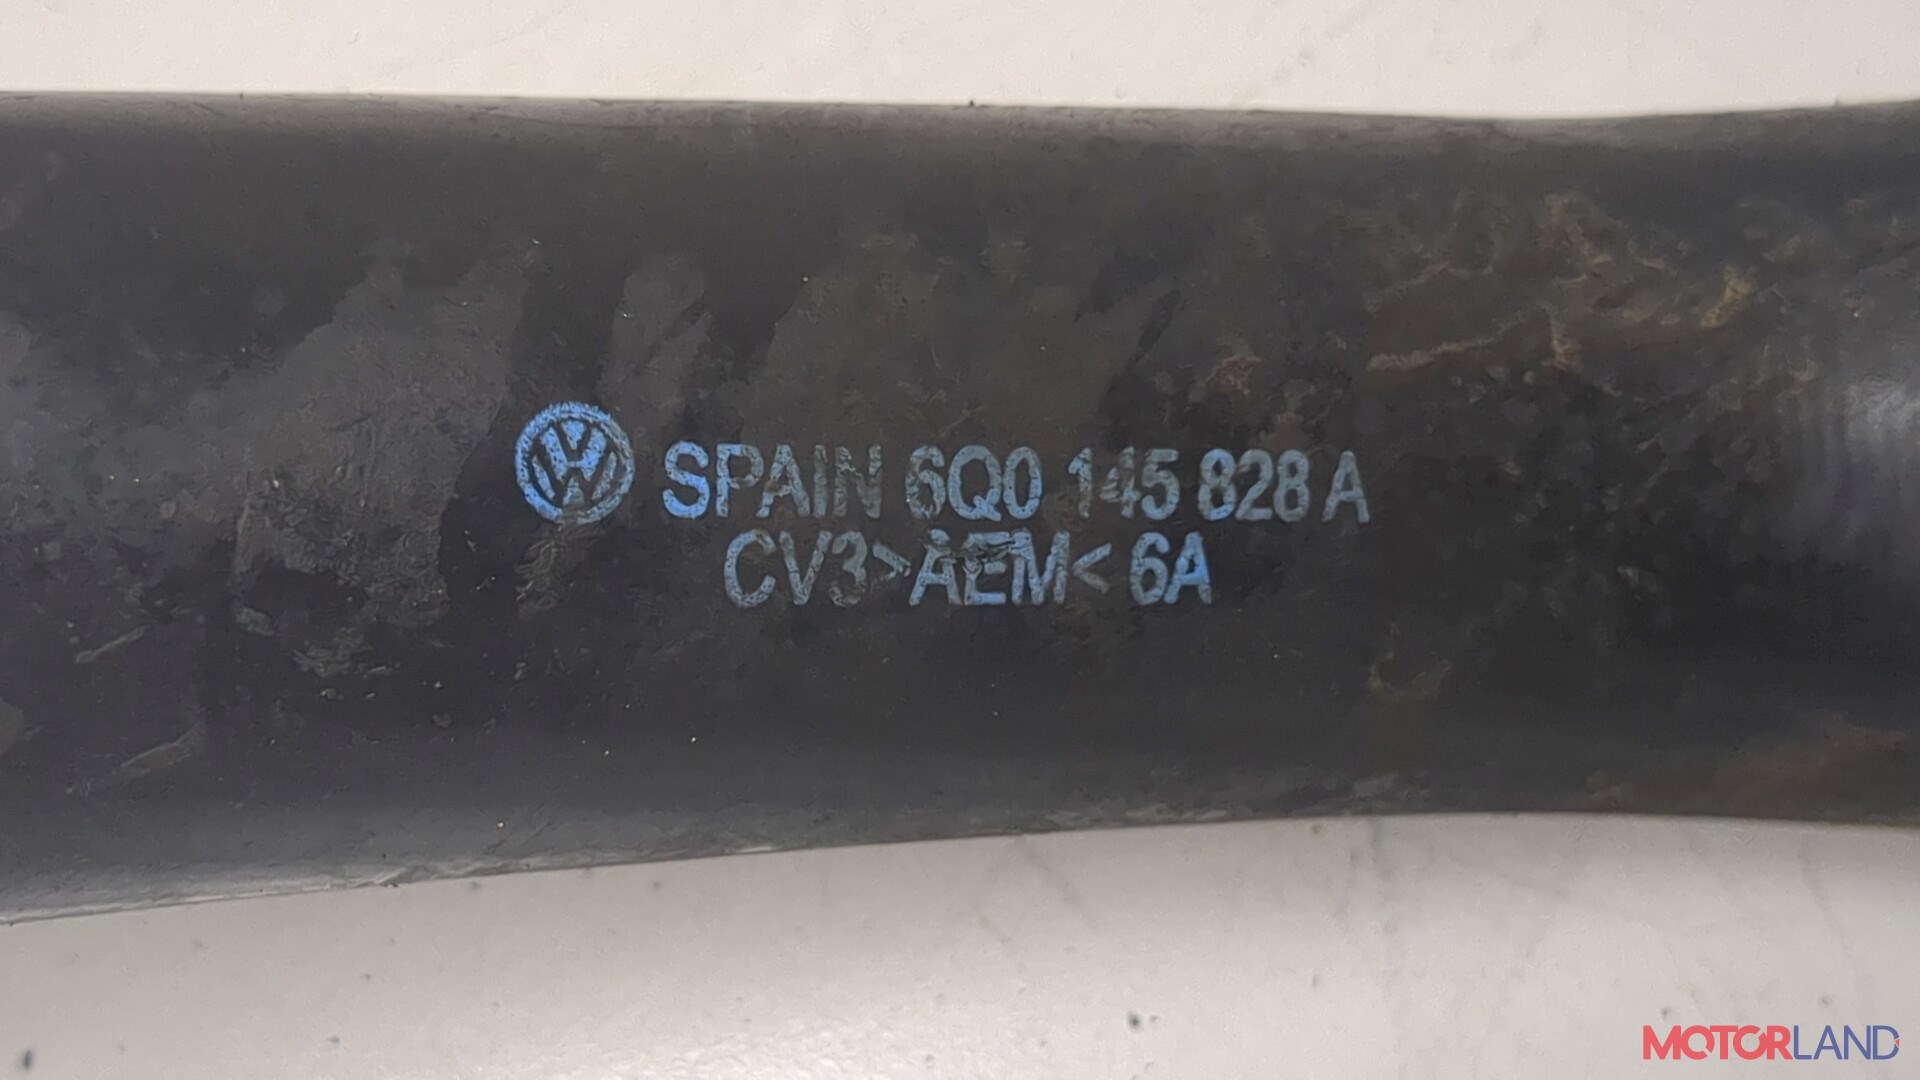 SPAIN 6Q0 145 828 A
CV3>AEM< 6A
MOTORLAND